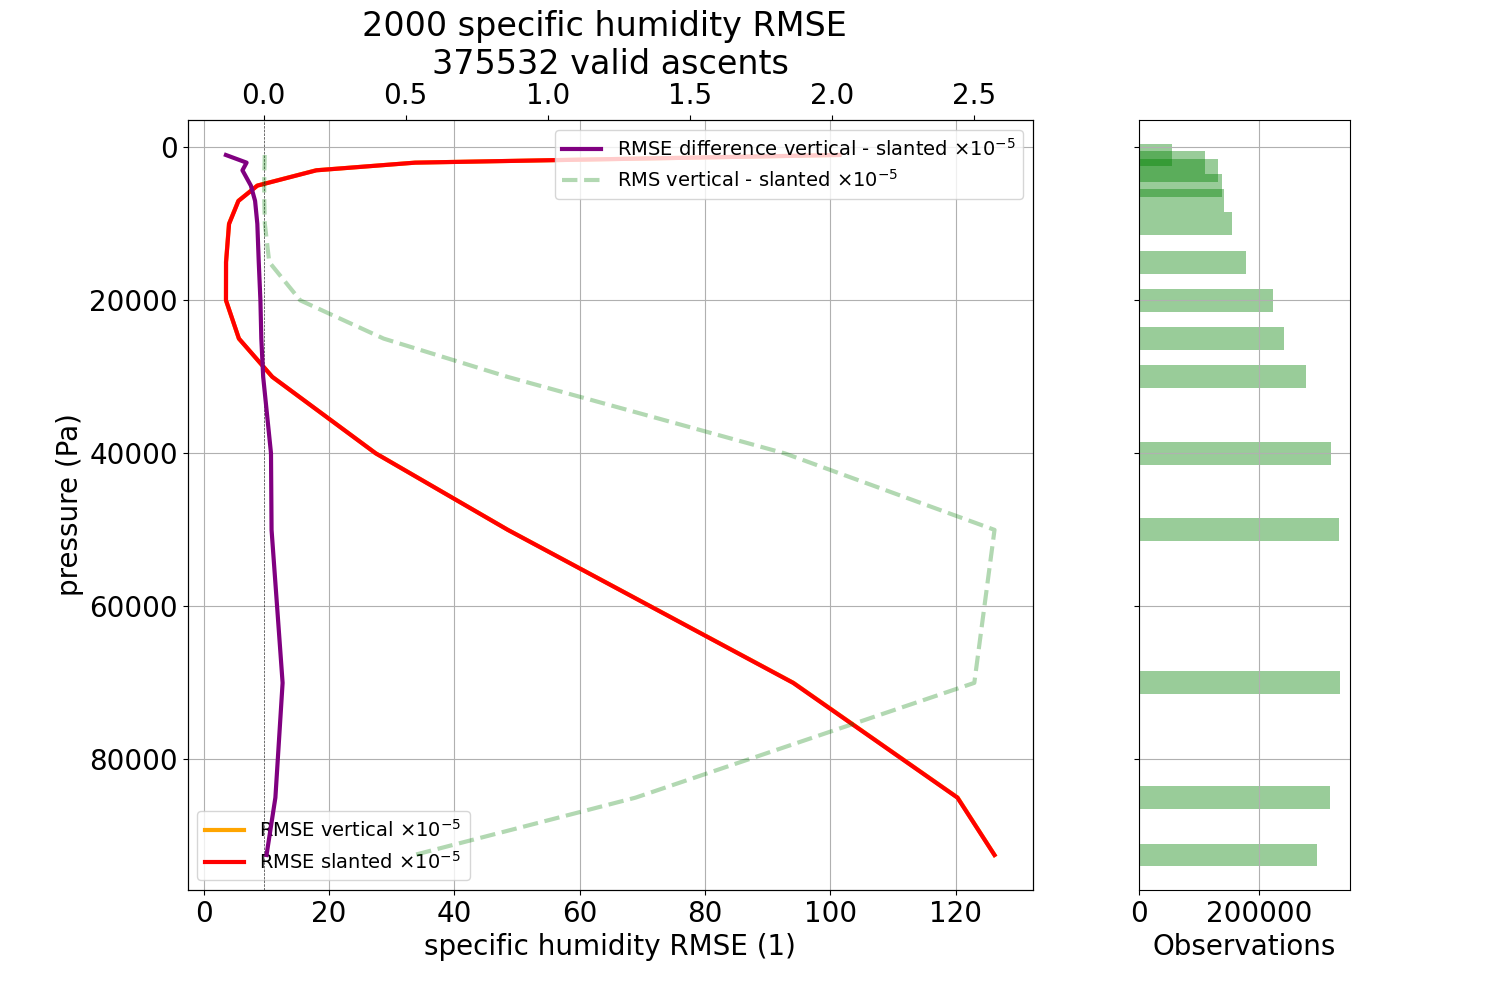 2000 specific humidity RMSE
375532 valid ascents
0.0 0.5 1.0 1.5 2.0 2.5
RMSE difference vertical - slanted ×10⁻⁵
RMS vertical - slanted ×10⁻⁵
0
20000
40000
60000
80000
pressure (Pa)
RMSE vertical ×10⁻⁵
RMSE slanted ×10⁻⁵
0 20 40 60 80 100 120
specific humidity RMSE (1)
0 200000
Observations